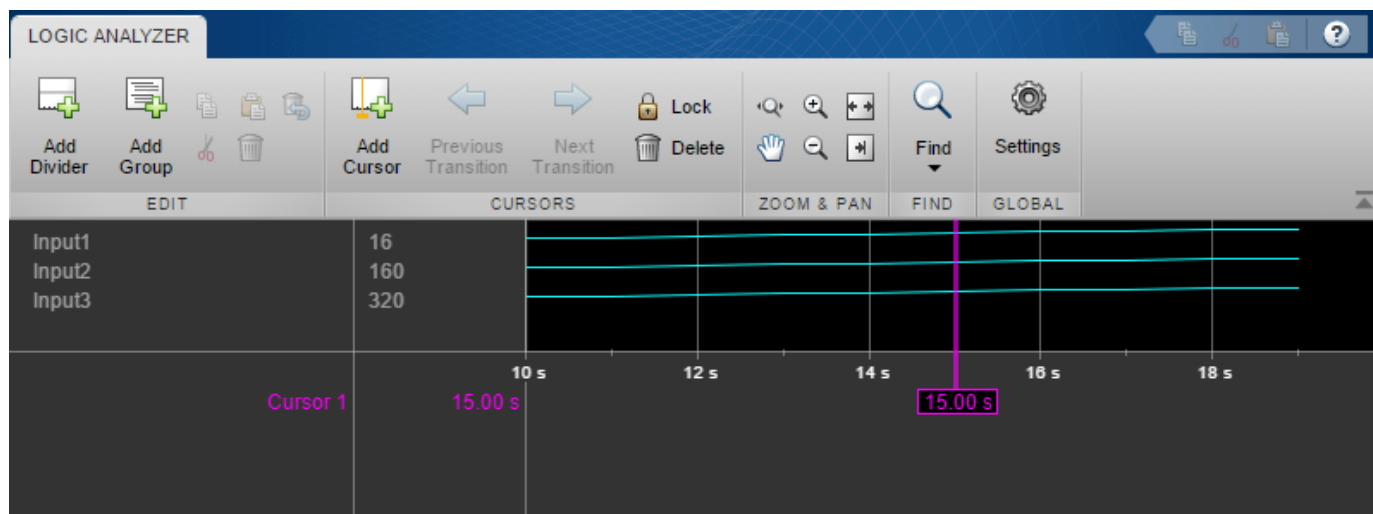 LOGIC ANALYZER
?
Add Divider
Add Group
Add Cursor
Previous Transition
Next Transition
Lock
Delete
Find
Settings
EDIT
CURSORS
ZOOM & PAN
FIND
GLOBAL
Input1 16
Input2 160
Input3 320
10 s 12 s 14 s 16 s 18 s
Cursor 1 15.00 s 15.00 s